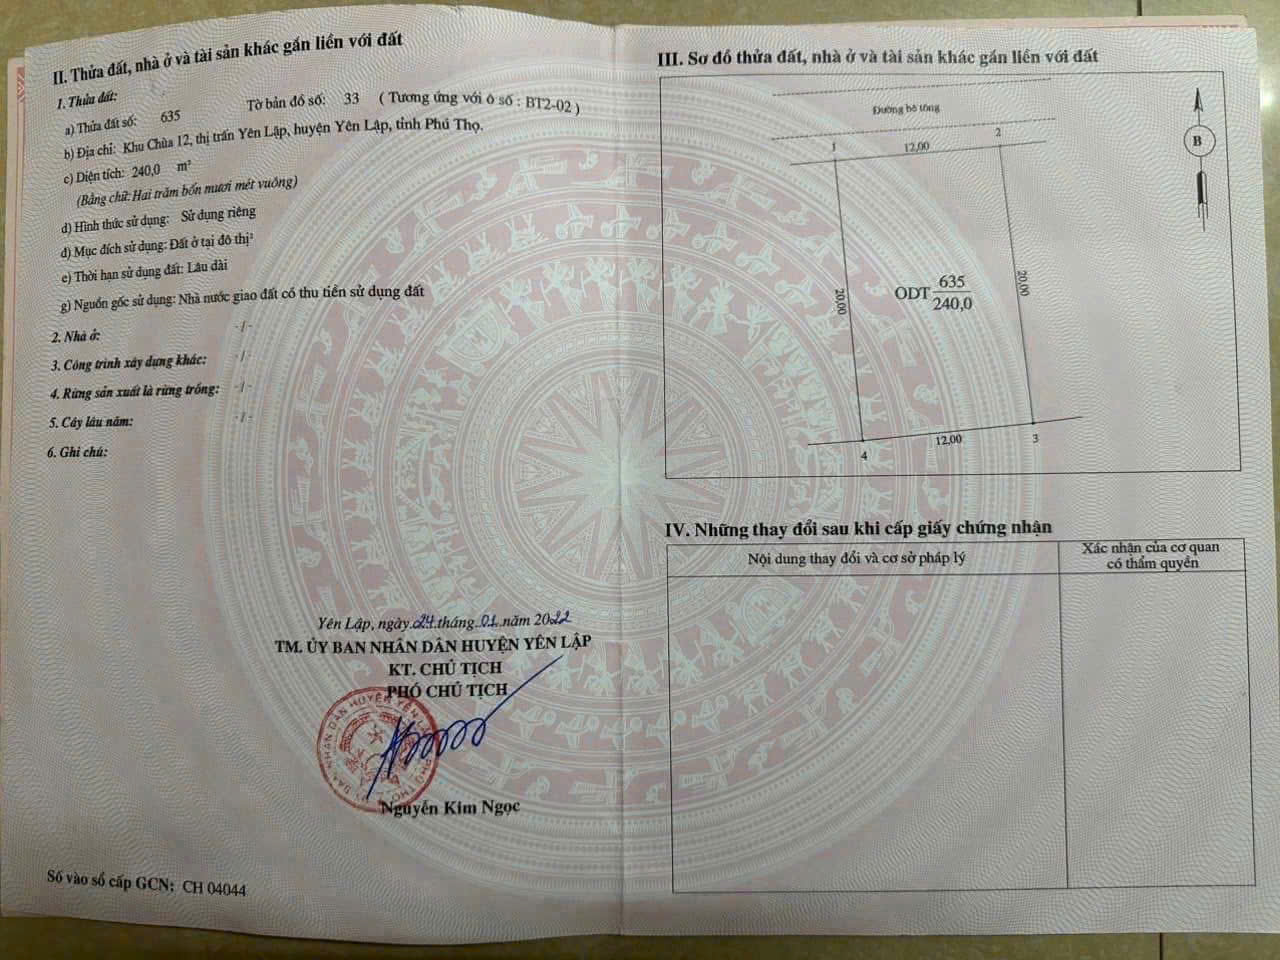 II. Thửa đất, nhà ở và tài sản khác gắn liền với đất
1. Thửa đất:
a) Thửa đất số: 635 Tờ bản đồ số: 33 ( Tương ứng với ô số : BT2-02 )
b) Địa chỉ: Khu Chùa 12, thị trấn Yên Lập, huyện Yên Lập, tỉnh Phú Thọ.
c) Diện tích: 240,0 m²
(Bằng chữ: Hai trăm bốn mươi mét vuông)
d) Hình thức sử dụng: Sử dụng riêng
đ) Mục đích sử dụng: Đất ở tại đô thị²
e) Thời hạn sử dụng đất: Lâu dài
g) Nguồn gốc sử dụng: Nhà nước giao đất có thu tiền sử dụng đất
2. Nhà ở: -/-
3. Công trình xây dựng khác: -/-
4. Rừng sản xuất là rừng trồng: -/-
5. Cây lâu năm: -/-
6. Ghi chú:
Yên Lập, ngày 24 tháng 01 năm 2022
TM. ỦY BAN NHÂN DÂN HUYỆN YÊN LẬP
KT. CHỦ TỊCH
PHÓ CHỦ TỊCH
Nguyễn Kim Ngọc
Số vào sổ cấp GCN: CH 04044
III. Sơ đồ thửa đất, nhà ở và tài sản khác gắn liền với đất
Đường bê tông
B
1
12,00
2
20,00
ODT 635
240,0
20,00
12,00
3
4
IV. Những thay đổi sau khi cấp giấy chứng nhận
Nội dung thay đổi và cơ sở pháp lý
Xác nhận của cơ quan
có thẩm quyền